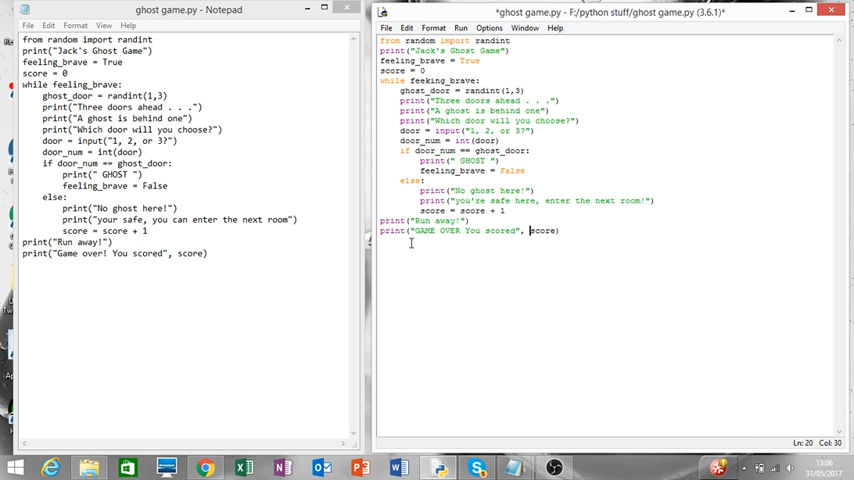 ghost game.py - Notepad
File Edit Format View Help
from random import randint
print("Jack's Ghost Game")
feeling_brave = True
score = 0
while feeling_brave:
ghost_door = randint(1,3)
print("Three doors ahead . . .")
print("A ghost is behind one")
print("Which door will you choose?")
door = input("1, 2, or 3?")
door_num = int(door)
if door_num == ghost_door:
print(" GHOST ")
feeling_brave = False
else:
print("No ghost here!")
print("your safe, you can enter the next room")
score = score + 1
print("Run away!")
print("Game over! You scored", score)
*ghost game.py - F:/python stuff/ghost game.py (3.6.1)*
File Edit Format Run Options Window Help
from random import randint
print("Jack's Ghost Game")
feeling_brave = True
score = 0
while feeking_brave:
ghost_door = randint(1,3)
print("Three doors ahead . . .")
print("A ghost is behind one")
print("Which door will you choose?")
door = input("1, 2, or 3?")
door_num = int(door)
if door_num == ghost_door:
print(" GHOST ")
feeling_brave = False
else:
print("No ghost here!")
print("you're safe here, enter the next room!")
score = score + 1
print("Run away!")
print("GAME OVER You scored", score)
Ln: 20 Col: 30
13:06
31/05/2017